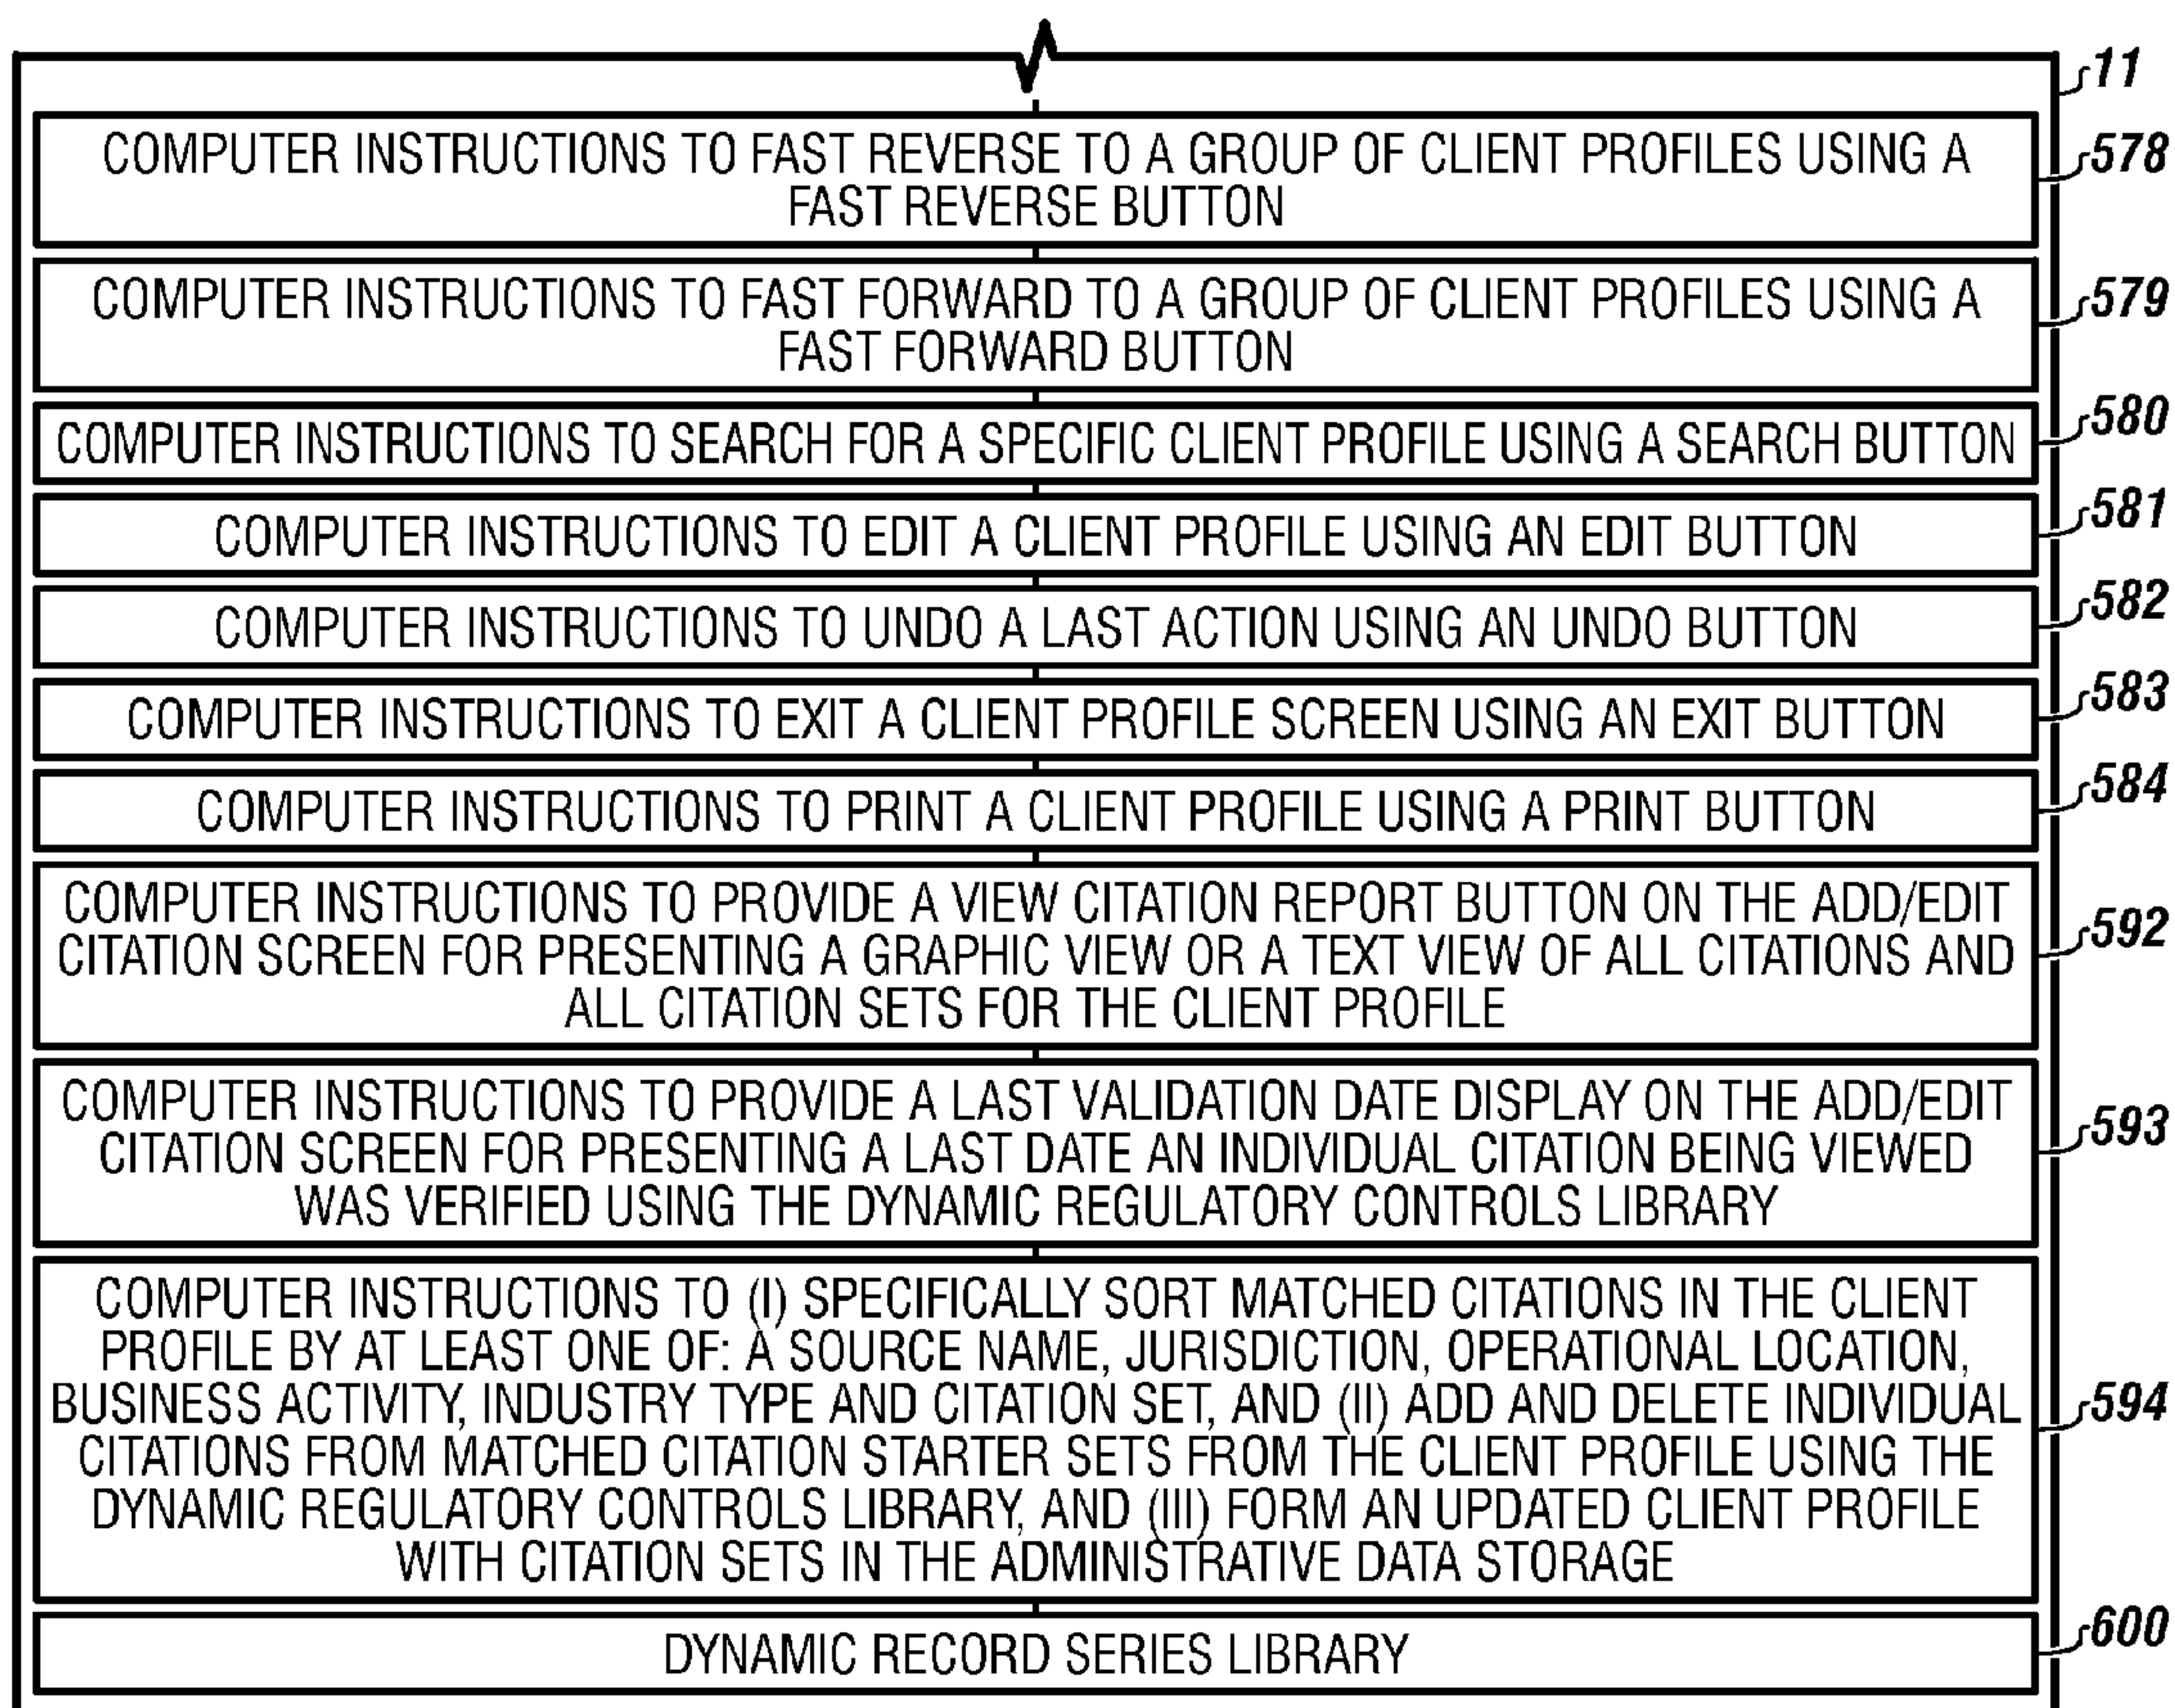 11
COMPUTER INSTRUCTIONS TO FAST REVERSE TO A GROUP OF CLIENT PROFILES USING A
FAST REVERSE BUTTON
578
COMPUTER INSTRUCTIONS TO FAST FORWARD TO A GROUP OF CLIENT PROFILES USING A
FAST FORWARD BUTTON
579
COMPUTER INSTRUCTIONS TO SEARCH FOR A SPECIFIC CLIENT PROFILE USING A SEARCH BUTTON
580
COMPUTER INSTRUCTIONS TO EDIT A CLIENT PROFILE USING AN EDIT BUTTON
581
COMPUTER INSTRUCTIONS TO UNDO A LAST ACTION USING AN UNDO BUTTON
582
COMPUTER INSTRUCTIONS TO EXIT A CLIENT PROFILE SCREEN USING AN EXIT BUTTON
583
COMPUTER INSTRUCTIONS TO PRINT A CLIENT PROFILE USING A PRINT BUTTON
584
COMPUTER INSTRUCTIONS TO PROVIDE A VIEW CITATION REPORT BUTTON ON THE ADD/EDIT
CITATION SCREEN FOR PRESENTING A GRAPHIC VIEW OR A TEXT VIEW OF ALL CITATIONS AND
ALL CITATION SETS FOR THE CLIENT PROFILE
592
COMPUTER INSTRUCTIONS TO PROVIDE A LAST VALIDATION DATE DISPLAY ON THE ADD/EDIT
CITATION SCREEN FOR PRESENTING A LAST DATE AN INDIVIDUAL CITATION BEING VIEWED
WAS VERIFIED USING THE DYNAMIC REGULATORY CONTROLS LIBRARY
593
COMPUTER INSTRUCTIONS TO (I) SPECIFICALLY SORT MATCHED CITATIONS IN THE CLIENT
PROFILE BY AT LEAST ONE OF: A SOURCE NAME, JURISDICTION, OPERATIONAL LOCATION,
BUSINESS ACTIVITY, INDUSTRY TYPE AND CITATION SET, AND (II) ADD AND DELETE INDIVIDUAL
CITATIONS FROM MATCHED CITATION STARTER SETS FROM THE CLIENT PROFILE USING THE
DYNAMIC REGULATORY CONTROLS LIBRARY, AND (III) FORM AN UPDATED CLIENT PROFILE
WITH CITATION SETS IN THE ADMINISTRATIVE DATA STORAGE
594
DYNAMIC RECORD SERIES LIBRARY
600